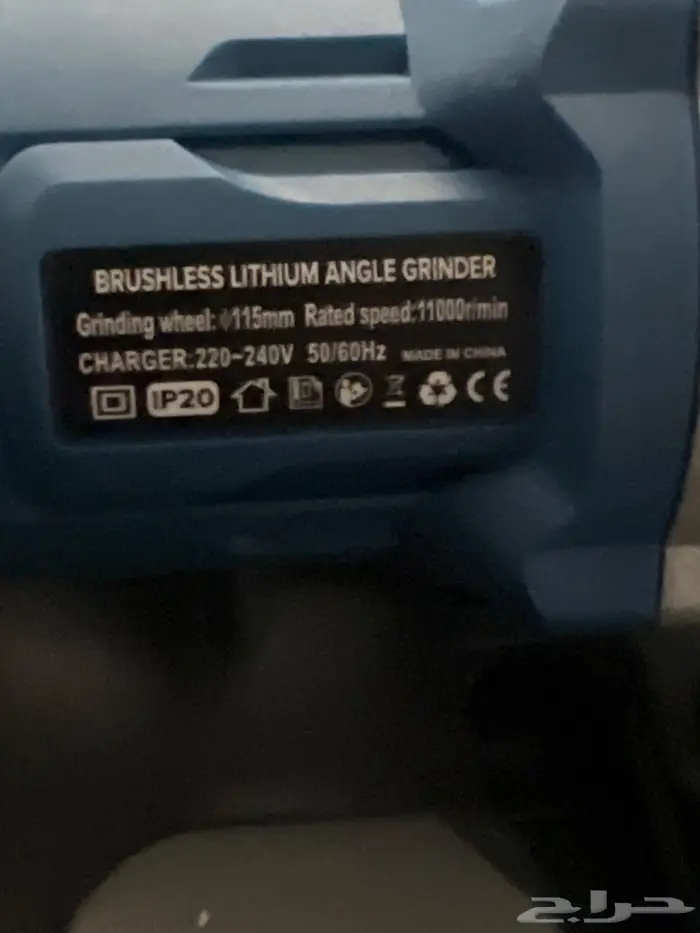 BRUSHLESS LITHIUM ANGLE GRINDER
Grinding wheel: ϕ115mm Rated speed:11000r/min
CHARGER:220~240V 50/60Hz MADE IN CHINA
IP20 CE
حراج